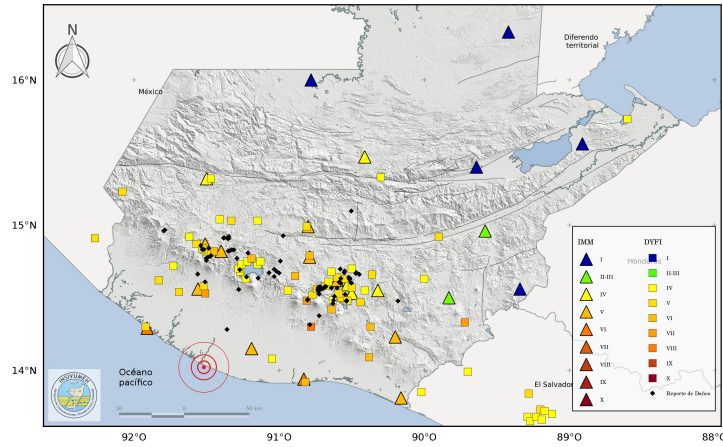 N
Diferendo
territorial
México
16°N
15°N
14°N
92°O
91°O
90°O
89°O
Océano
pacífico
INSIVUMEH
50
0
50 km
El Salvador
Honduras
IMM
I
II-III
IV
V
VI
VII
VIII
IX
X
DYFI
I
II-III
IV
V
VI
VII
VIII
IX
X
Reporte de Daños